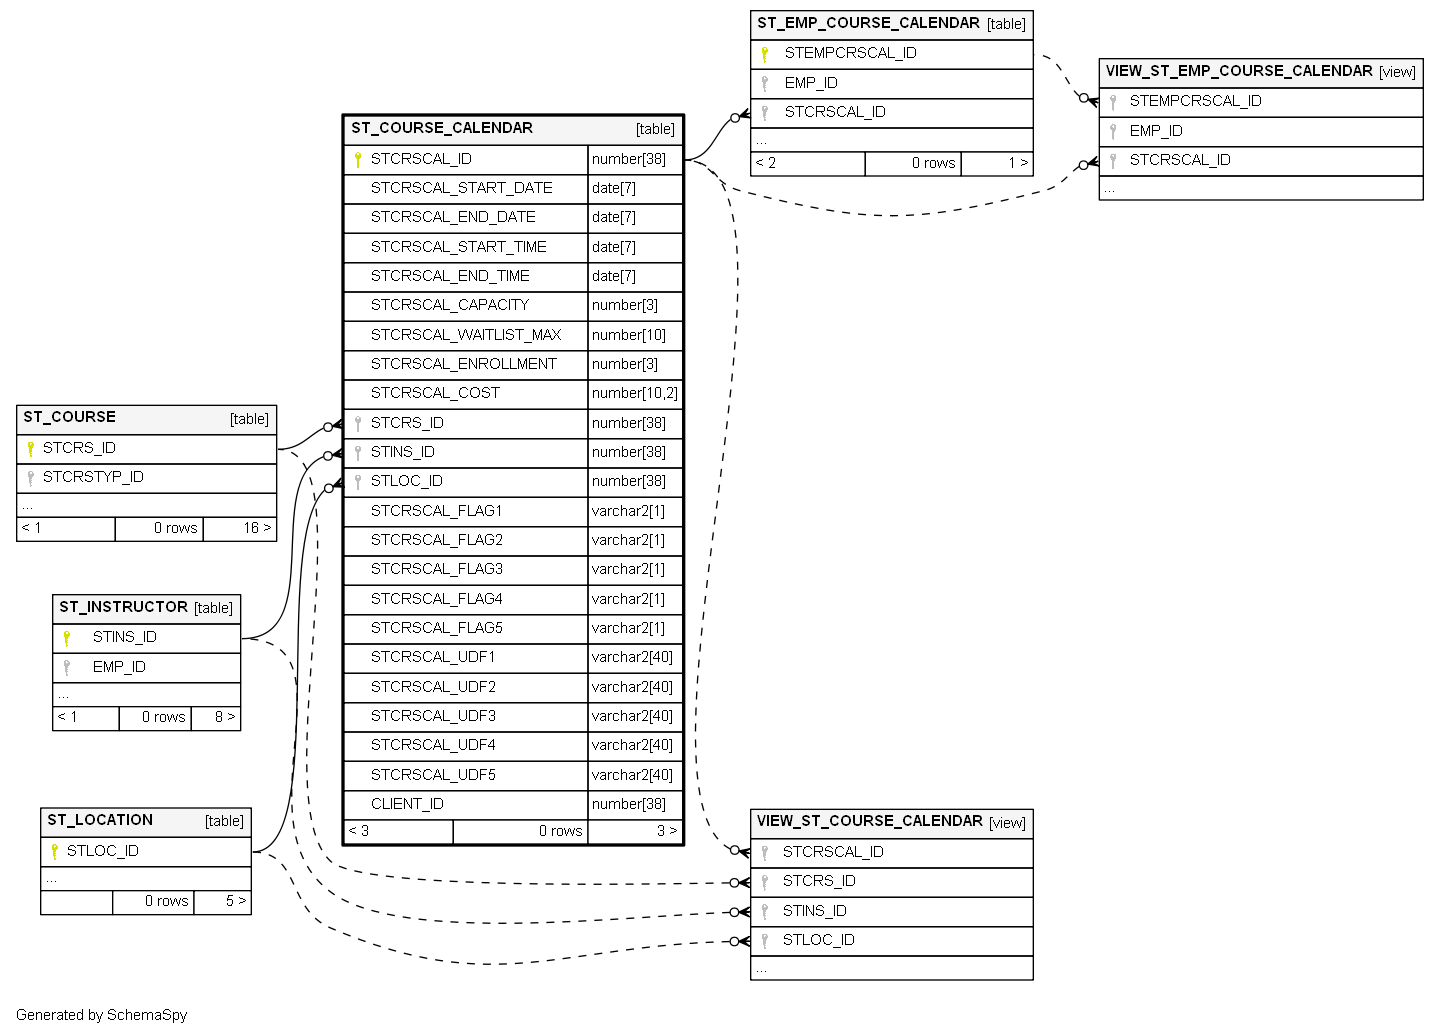 ST_EMP_COURSE_CALENDAR [table]
STEMPCRSCAL_ID
EMP_ID
STCRSCAL_ID
...
< 2 0 rows 1 >
VIEW_ST_EMP_COURSE_CALENDAR [view]
STEMPCRSCAL_ID
EMP_ID
STCRSCAL_ID
...
ST_COURSE_CALENDAR [table]
STCRSCAL_ID number[38]
STCRSCAL_START_DATE date[7]
STCRSCAL_END_DATE date[7]
STCRSCAL_START_TIME date[7]
STCRSCAL_END_TIME date[7]
STCRSCAL_CAPACITY number[3]
STCRSCAL_WAITLIST_MAX number[10]
STCRSCAL_ENROLLMENT number[3]
STCRSCAL_COST number[10,2]
STCRS_ID number[38]
STINS_ID number[38]
STLOC_ID number[38]
STCRSCAL_FLAG1 varchar2[1]
STCRSCAL_FLAG2 varchar2[1]
STCRSCAL_FLAG3 varchar2[1]
STCRSCAL_FLAG4 varchar2[1]
STCRSCAL_FLAG5 varchar2[1]
STCRSCAL_UDF1 varchar2[40]
STCRSCAL_UDF2 varchar2[40]
STCRSCAL_UDF3 varchar2[40]
STCRSCAL_UDF4 varchar2[40]
STCRSCAL_UDF5 varchar2[40]
CLIENT_ID number[38]
< 3 0 rows 3 >
ST_COURSE [table]
STCRS_ID
STCRSTYP_ID
...
< 1 0 rows 16 >
ST_INSTRUCTOR [table]
STINS_ID
EMP_ID
...
< 1 0 rows 8 >
ST_LOCATION [table]
STLOC_ID
...
0 rows 5 >
VIEW_ST_COURSE_CALENDAR [view]
STCRSCAL_ID
STCRS_ID
STINS_ID
STLOC_ID
...
Generated by SchemaSpy